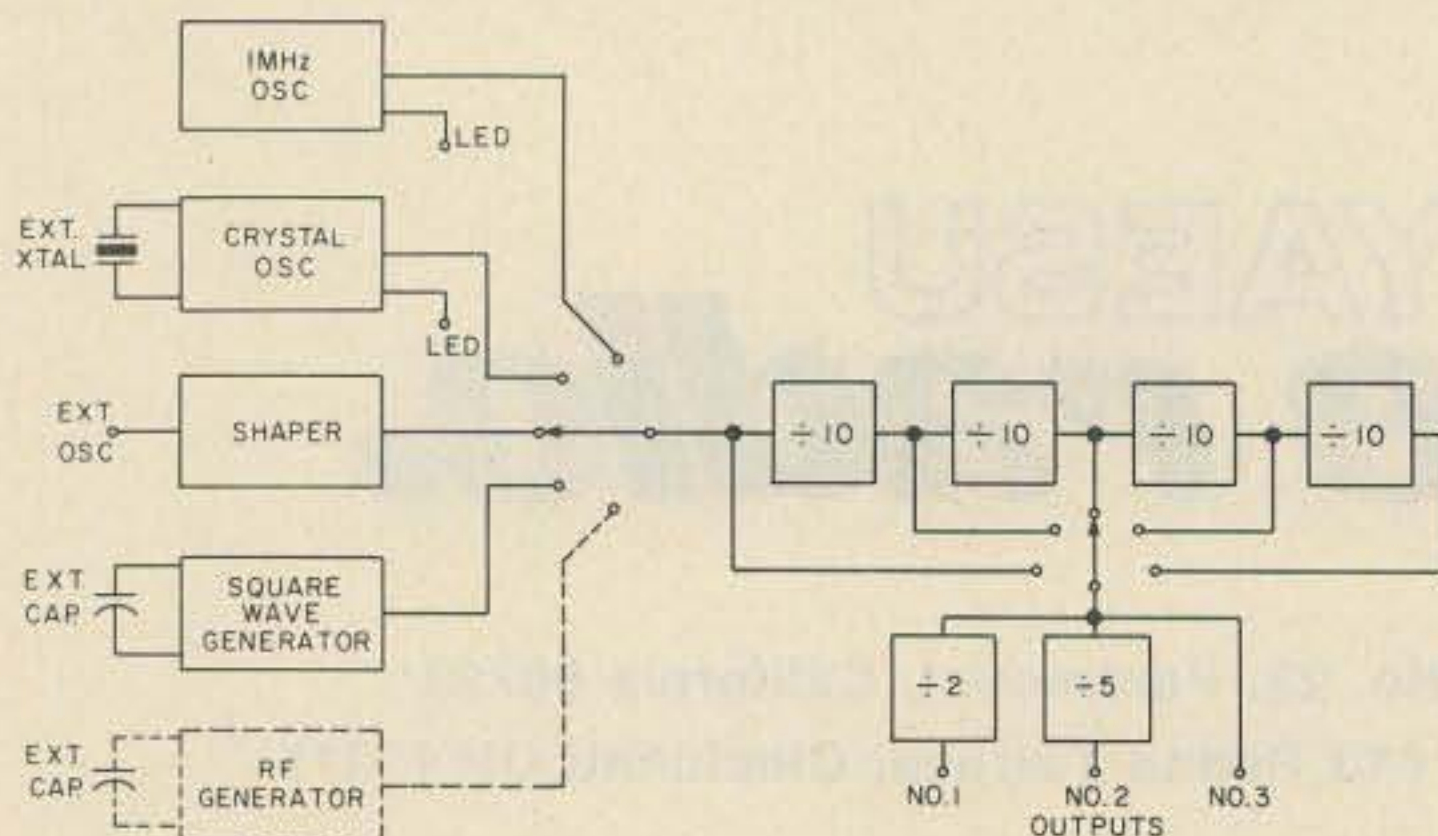 1MHz
OSC
LED
EXT.
XTAL
CRYSTAL
OSC
LED
EXT.
OSC
SHAPER
÷10
÷10
÷10
÷10
EXT.
CAP.
SQUARE
WAVE
GENERATOR
÷2
÷5
EXT.
CAP.
RF
GENERATOR
NO.1
NO.2
NO.3
OUTPUTS